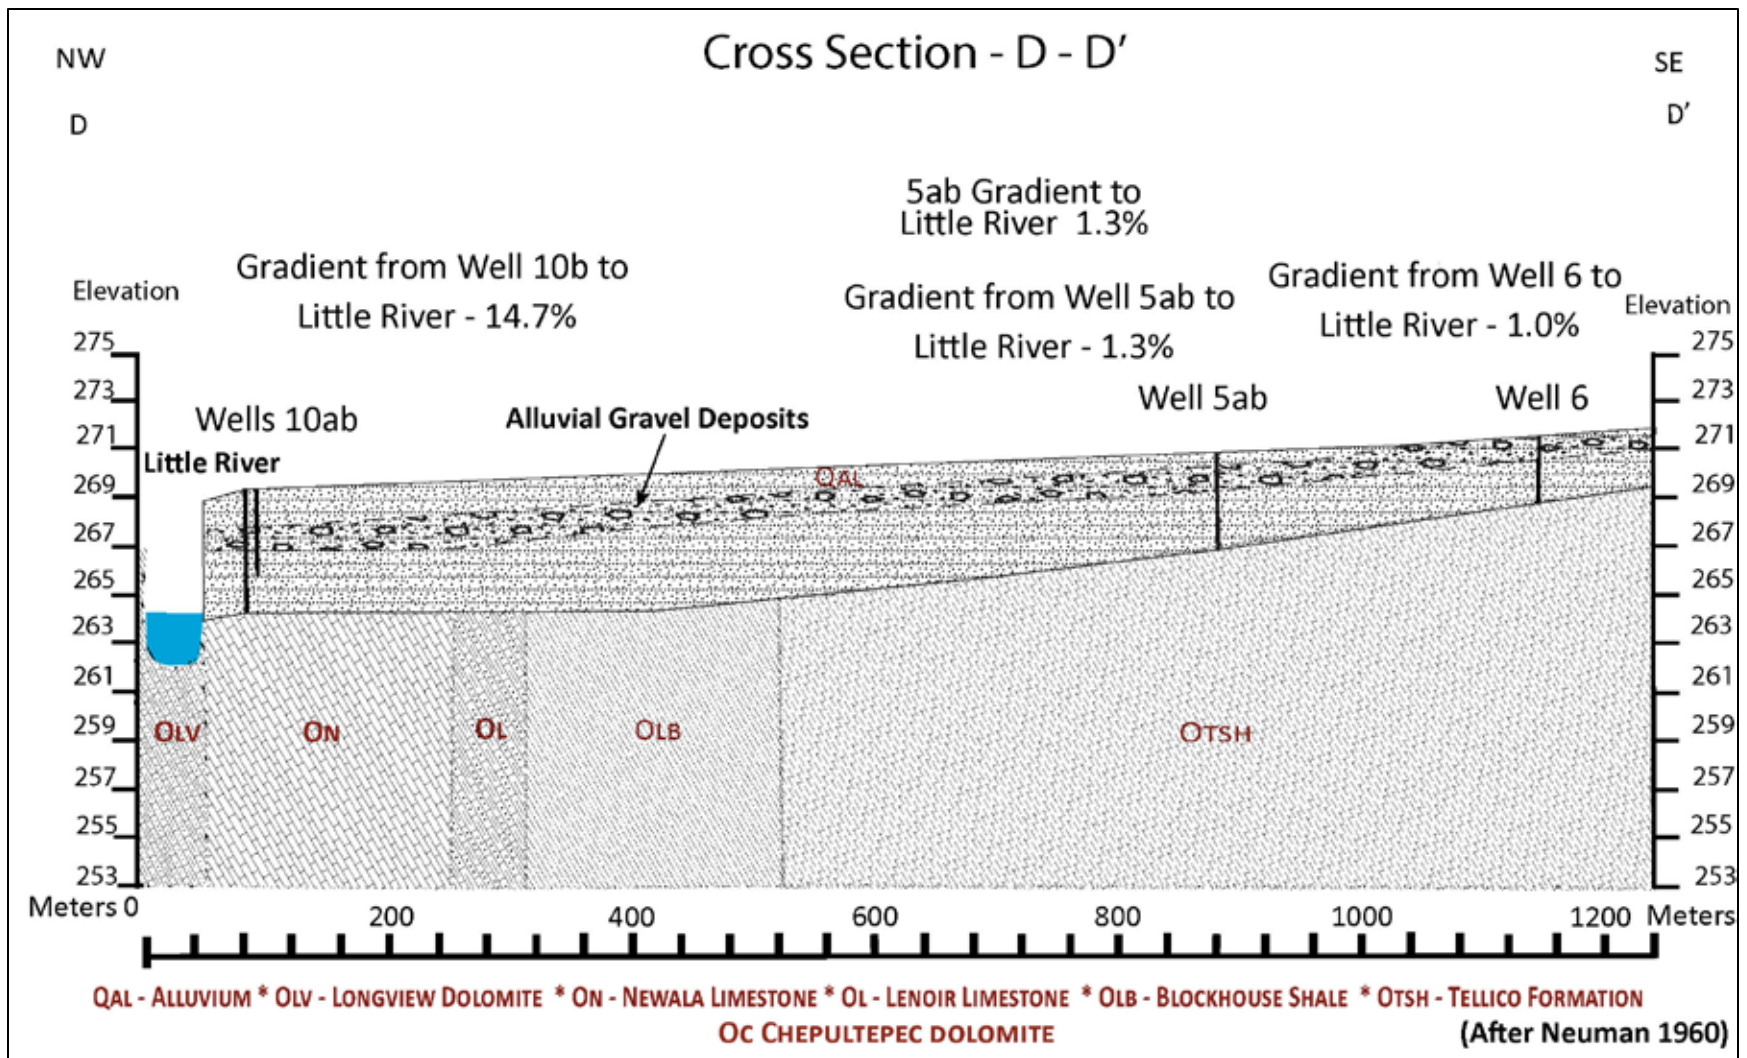 Cross Section - D - D’
NW
SE
D
D’
5ab Gradient to
Little River 1.3%
Gradient from Well 10b to
Little River - 14.7%
Gradient from Well 5ab to
Little River - 1.3%
Gradient from Well 6 to
Little River - 1.0%
Elevation
Elevation
275
273
271
269
267
265
263
261
259
257
255
253
275
273
271
269
267
265
263
261
259
257
255
253
Wells 10ab
Little River
Alluvial Gravel Deposits
Well 5ab
Well 6
QAL
OLV
ON
OL
OLB
OTSH
Meters 0 200 400 600 800 1000 1200 Meters
QAL - ALLUVIUM * OLV - LONGVIEW DOLOMITE * ON - NEWALA LIMESTONE * OL - LENOIR LIMESTONE * OLB - BLOCKHOUSE SHALE * OTSH - TELLICO FORMATION
OC CHEPULTEPEC DOLOMITE
(After Neuman 1960)